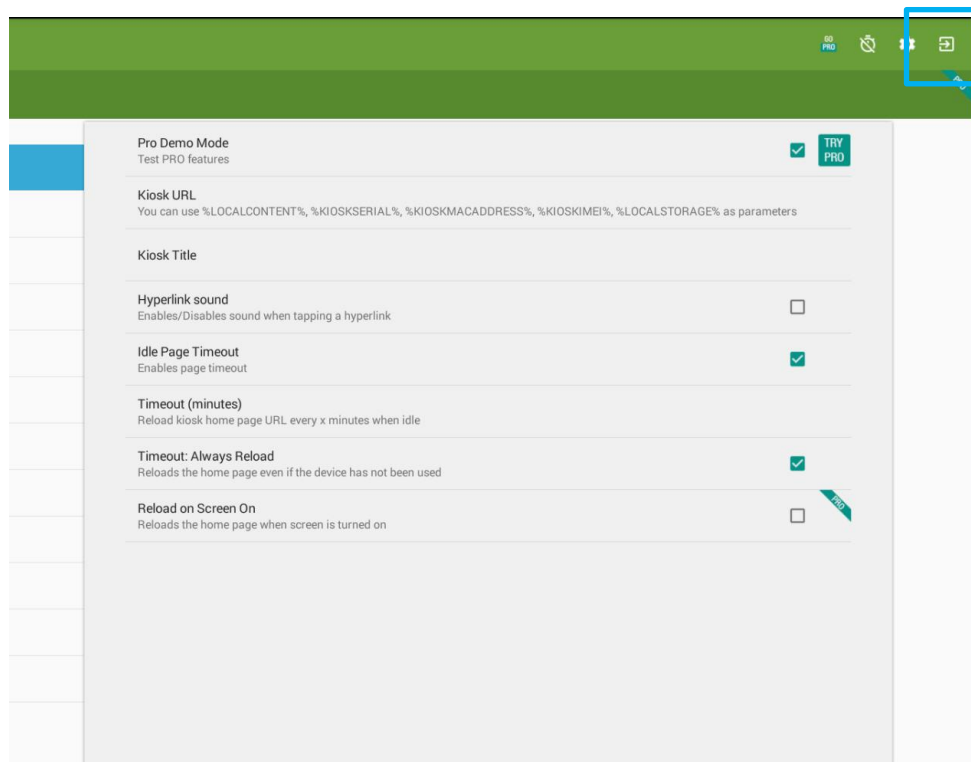 GO
PRO
PRO
Pro Demo Mode
Test PRO features
TRY
PRO
Kiosk URL
You can use %LOCALCONTENT%, %KIOSKSERIAL%, %KIOSKMACADDRESS%, %KIOSKIMEI%, %LOCALSTORAGE% as parameters
Kiosk Title
Hyperlink sound
Enables/Disables sound when tapping a hyperlink
Idle Page Timeout
Enables page timeout
Timeout (minutes)
Reload kiosk home page URL every x minutes when idle
Timeout: Always Reload
Reloads the home page even if the device has not been used
Reload on Screen On
Reloads the home page when screen is turned on
PRO